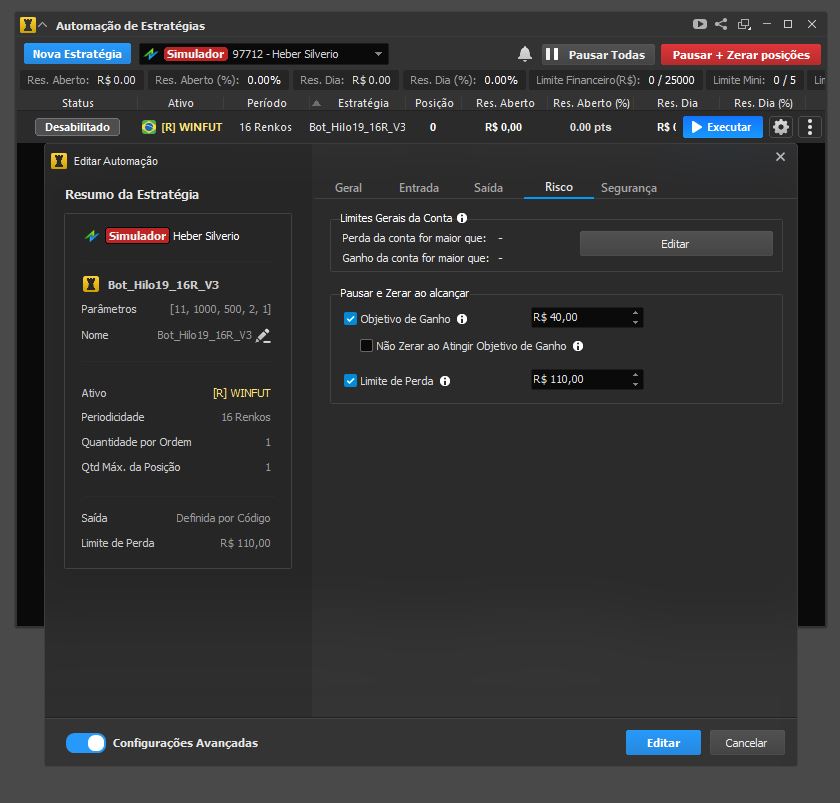 Automação de Estratégias
Nova Estratégia Simulador 97712 - Heber Silverio Pausar Todas Pausar + Zerar posições
Res. Aberto: R$ 0.00 Res. Aberto (%): 0.00% Res. Dia: R$ 0.00 Res. Dia (%): 0.00% Limite Financeiro(R$): 0 / 25000 Limite Mini: 0 / 5 Lin
Status Ativo Período Estratégia Posição Res. Aberto Res. Aberto (%) Res. Dia Res. Dia (%)
Desabilitado [R] WINFUT 16 Renkos Bot_Hilo19_16R_V3 0 R$ 0,00 0.00 pts R$ ( Executar
Editar Automação
Resumo da Estratégia
Simulador Heber Silverio
Bot_Hilo19_16R_V3
Parâmetros [11, 1000, 500, 2, 1]
Nome Bot_Hilo19_16R_V3
Ativo [R] WINFUT
Periodicidade 16 Renkos
Quantidade por Ordem 1
Qtd Máx. da Posição 1
Saída Definida por Código
Limite de Perda R$ 110,00
Geral Entrada Saída Risco Segurança
Limites Gerais da Conta
Perda da conta for maior que: -
Ganho da conta for maior que: -
Editar
Pausar e Zerar ao alcançar
Objetivo de Ganho R$ 40,00
Não Zerar ao Atingir Objetivo de Ganho
Limite de Perda R$ 110,00
Configurações Avançadas
Editar Cancelar